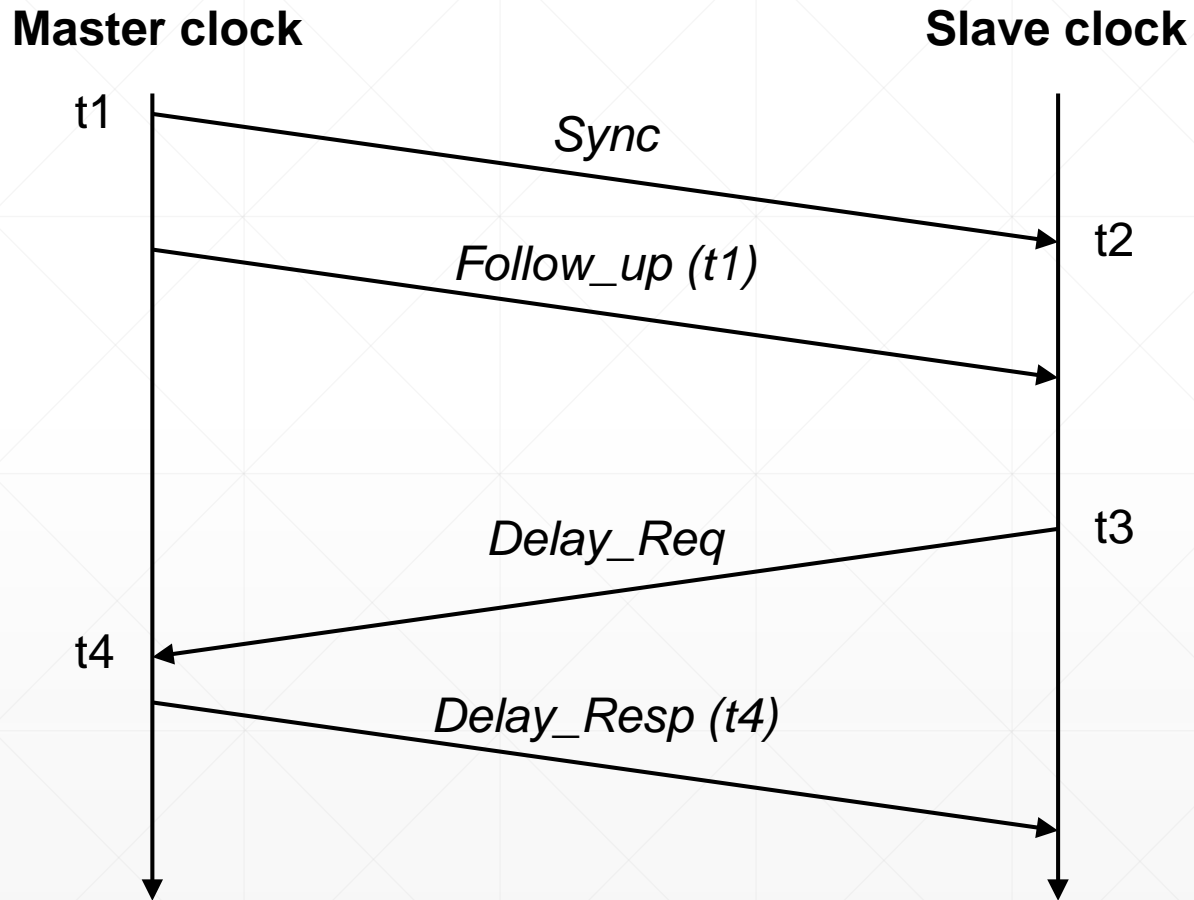 Master clock
Slave clock
t1
Sync
t2
Follow_up (t1)
Delay_Req
t3
t4
Delay_Resp (t4)